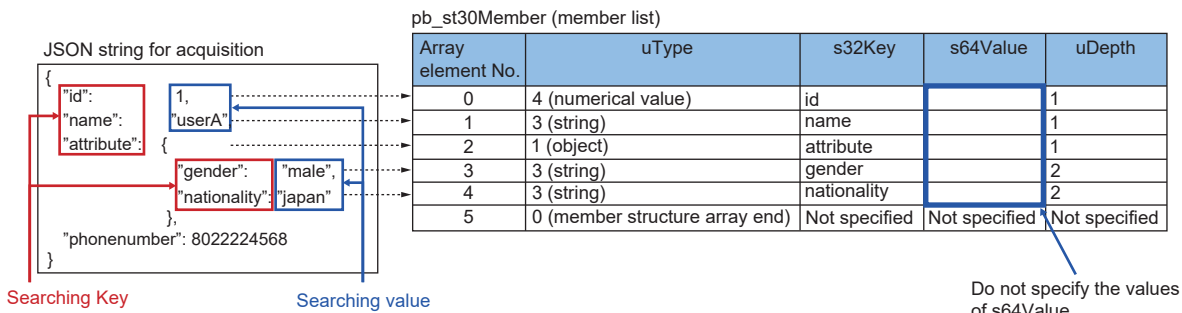 pb_st30Member (member list)
JSON string for acquisition
Array element No. uType s32Key s64Value uDepth
{
"id": 1,
"name": "userA"
"attribute": {
"gender": "male",
"nationality": "japan"
},
"phonenumber": 8022224568
}
0 4 (numerical value) id 1
1 3 (string) name 1
2 1 (object) attribute 1
3 3 (string) gender 2
4 3 (string) nationality 2
5 0 (member structure array end) Not specified Not specified Not specified
Searching Key
Searching value
Do not specify the values
of s64Value